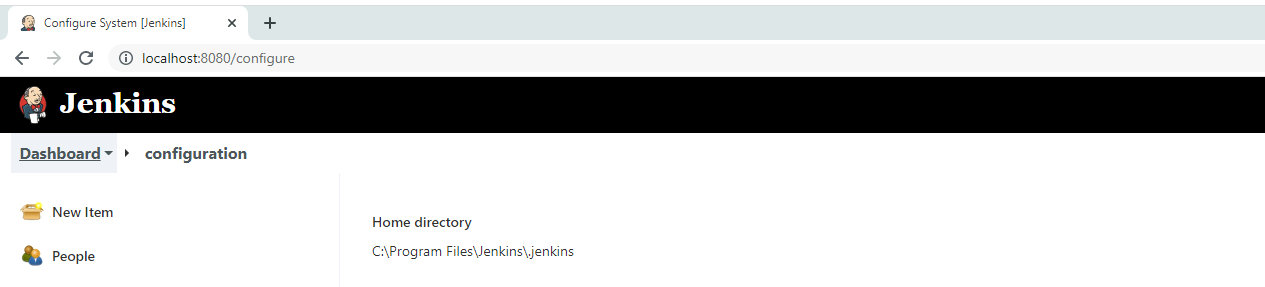 Configure System [Jenkins]
localhost:8080/configure
Jenkins
Dashboard configuration
New Item
People
Home directory
C:\Program Files\Jenkins\.jenkins